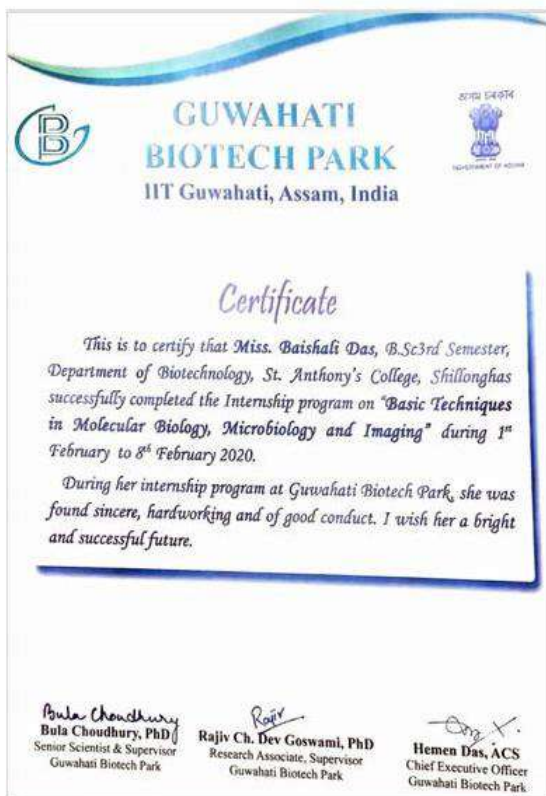 GUWAHATI
BIOTECH PARK
IIT Guwahati, Assam, India
অসম চৰকাৰ
GOVERNMENT OF ASSAM
Certificate
This is to certify that Miss. Baishali Das, B.Sc3rd Semester,
Department of Biotechnology, St. Anthony's College, Shillonghas
successfully completed the Internship program on "Basic Techniques
in Molecular Biology, Microbiology and Imaging" during 1st
February to 8th February 2020.
During her internship program at Guwahati Biotech Park, she was
found sincere, hardworking and of good conduct. I wish her a bright
and successful future.
Bula Choudhury
Bula Choudhury, PhD
Senior Scientist & Supervisor
Guwahati Biotech Park
Rajiv
Rajiv Ch. Dev Goswami, PhD
Research Associate, Supervisor
Guwahati Biotech Park
Hemen Das, ACS
Chief Executive Officer
Guwahati Biotech Park